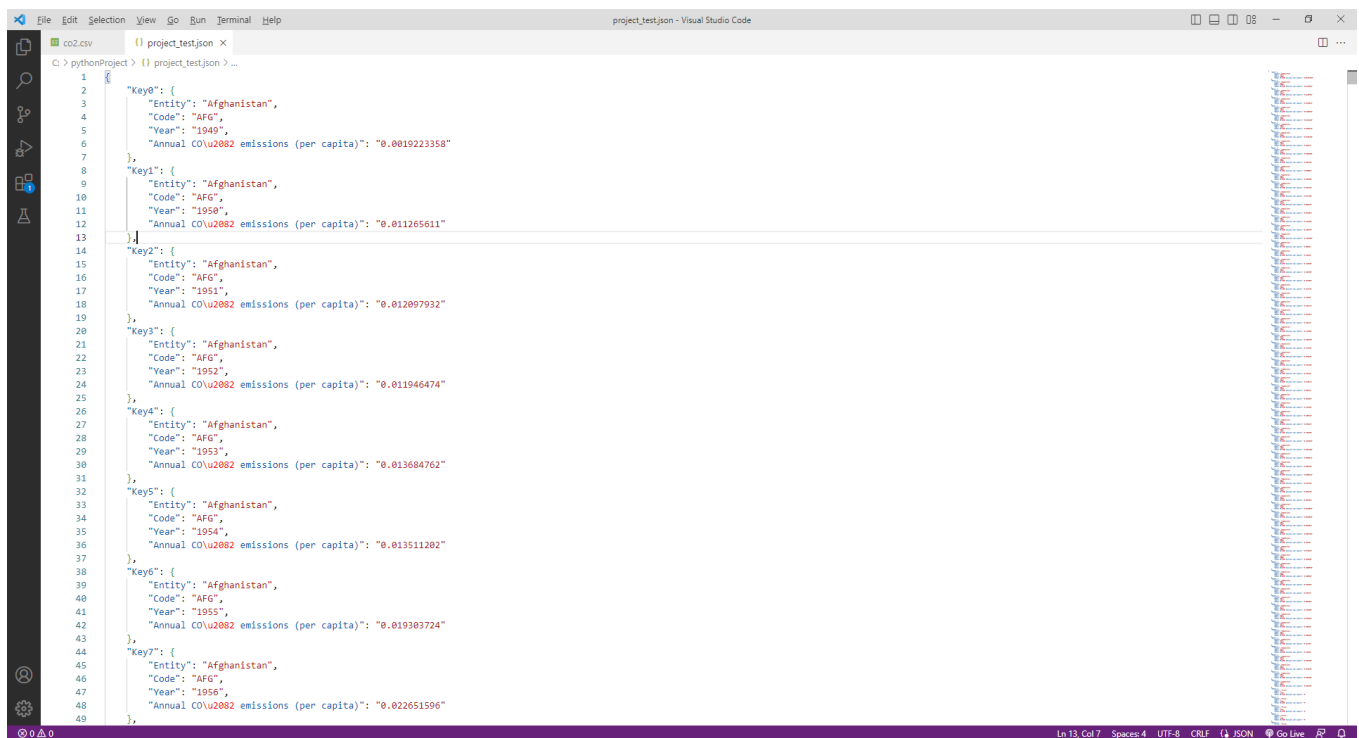 File Edit Selection View Go Run Terminal Help
project_test.json - Visual Studio Code
co2.csv
{} project_test.json ×
C: > pythonProject > {} project_test.json > ...
1 {
2 "Key0": {
3 "Entity": "Afghanistan",
4 "Code": "AFG",
5 "Year": "1949",
6 "Annual CO\u2082 emissions (per capita)": "0.0019223358"
7 },
8 "Key1": {
9 "Entity": "Afghanistan",
10 "Code": "AFG",
11 "Year": "1950",
12 "Annual CO\u2082 emissions (per capita)": "0.011265611"
13 },
14 "Key2": {
15 "Entity": "Afghanistan",
16 "Code": "AFG",
17 "Year": "1951",
18 "Annual CO\u2082 emissions (per capita)": "0.012097932"
19 },
20 "Key3": {
21 "Entity": "Afghanistan",
22 "Code": "AFG",
23 "Year": "1952",
24 "Annual CO\u2082 emissions (per capita)": "0.011946474"
25 },
26 "Key4": {
27 "Entity": "Afghanistan",
28 "Code": "AFG",
29 "Year": "1953",
30 "Annual CO\u2082 emissions (per capita)": "0.013684762"
31 },
32 "Key5": {
33 "Entity": "Afghanistan",
34 "Code": "AFG",
35 "Year": "1954",
36 "Annual CO\u2082 emissions (per capita)": "0.013511202"
37 },
38 "Key6": {
39 "Entity": "Afghanistan",
40 "Code": "AFG",
41 "Year": "1955",
42 "Annual CO\u2082 emissions (per capita)": "0.019303724"
43 },
44 "Key7": {
45 "Entity": "Afghanistan",
46 "Code": "AFG",
47 "Year": "1956",
48 "Annual CO\u2082 emissions (per capita)": "0.022651596"
49 },
1
0 0
Ln 13, Col 7 Spaces: 4 UTF-8 CRLF {} JSON Go Live